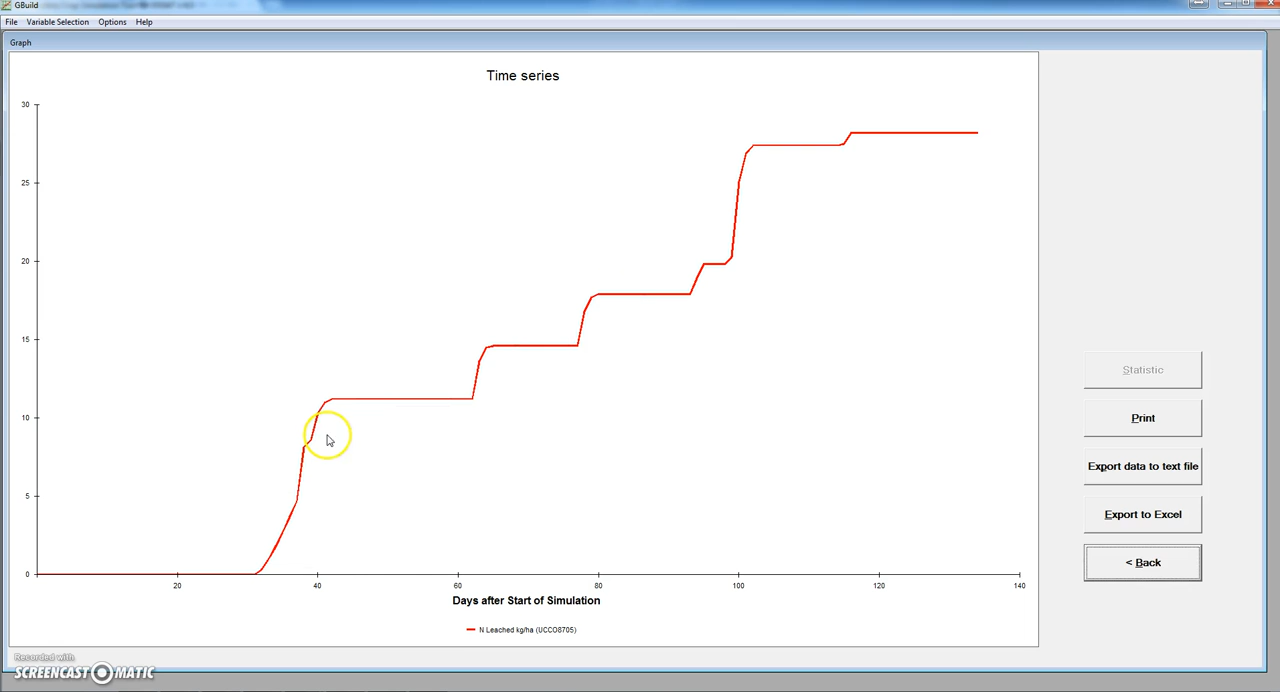 GBuild
File Variable Selection Options Help
Graph
Time series
30
25
20
15
10
5
0
20 40 60 80 100 120 140
Days after Start of Simulation
N Leached kg/ha (UCCO8705)
Statistic
Print
Export data to text file
Export to Excel
< Back
Recorded with
SCREENCAST MATIC